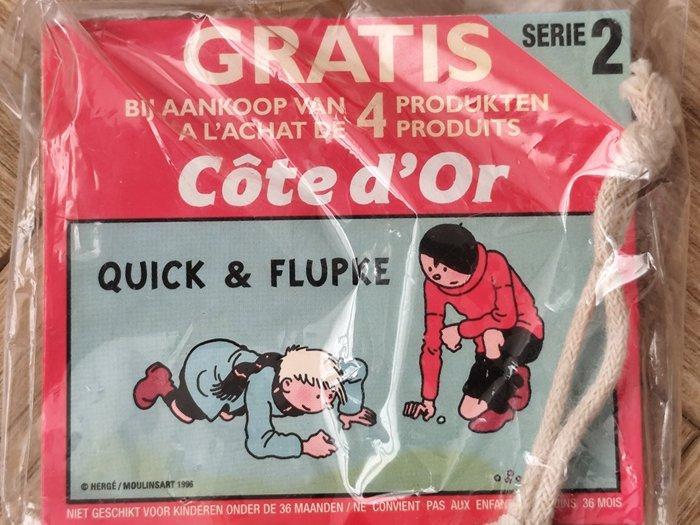 GRATIS
SERIE 2
BIJ AANKOOP VAN 4 PRODUKTEN
A L'ACHAT DE 4 PRODUITS
Côte d'Or
QUICK & FLUPKE
© HERGÉ / MOULINSART 1996
NIET GESCHIKT VOOR KINDEREN ONDER DE 36 MAANDEN / NE CONVIENT PAS AUX 36 MOIS